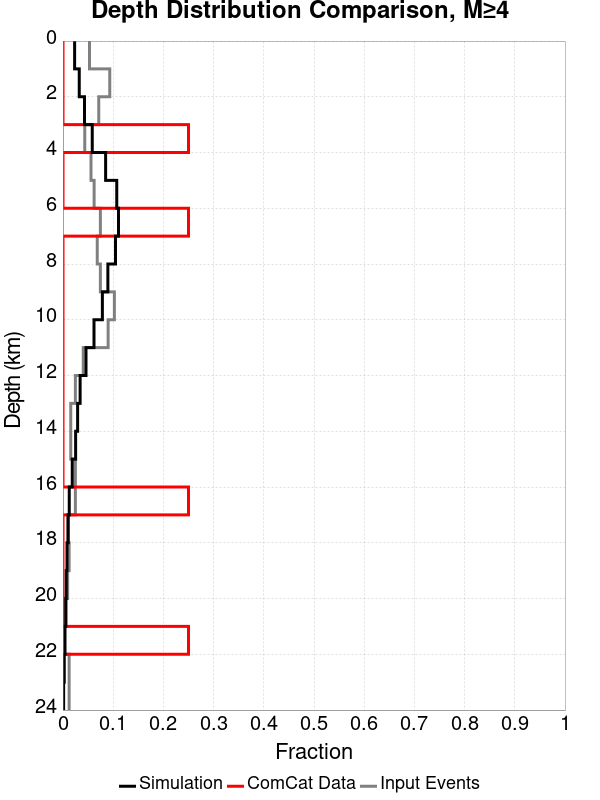 Depth Distribution Comparison, M≥4
0
2
4
6
8
10
12
14
16
18
20
22
24
Depth (km)
0 0.1 0.2 0.3 0.4 0.5 0.6 0.7 0.8 0.9 1
Fraction
Simulation ComCat Data Input Events